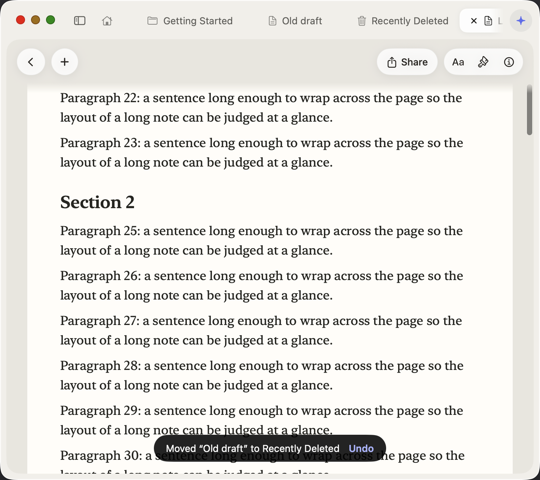 Getting Started
Old draft
Recently Deleted
Share
Aa
Paragraph 22: a sentence long enough to wrap across the page so the
layout of a long note can be judged at a glance.
Paragraph 23: a sentence long enough to wrap across the page so the
layout of a long note can be judged at a glance.
Section 2
Paragraph 25: a sentence long enough to wrap across the page so the
layout of a long note can be judged at a glance.
Paragraph 26: a sentence long enough to wrap across the page so the
layout of a long note can be judged at a glance.
Paragraph 27: a sentence long enough to wrap across the page so the
layout of a long note can be judged at a glance.
Paragraph 28: a sentence long enough to wrap across the page so the
layout of a long note can be judged at a glance.
Paragraph 29: a sentence long enough to wrap across the page so the
layout of a long note can be judged at a glance.
Moved “Old draft” to Recently Deleted Undo
Paragraph 30: a sentence long enough to wrap across the page so the